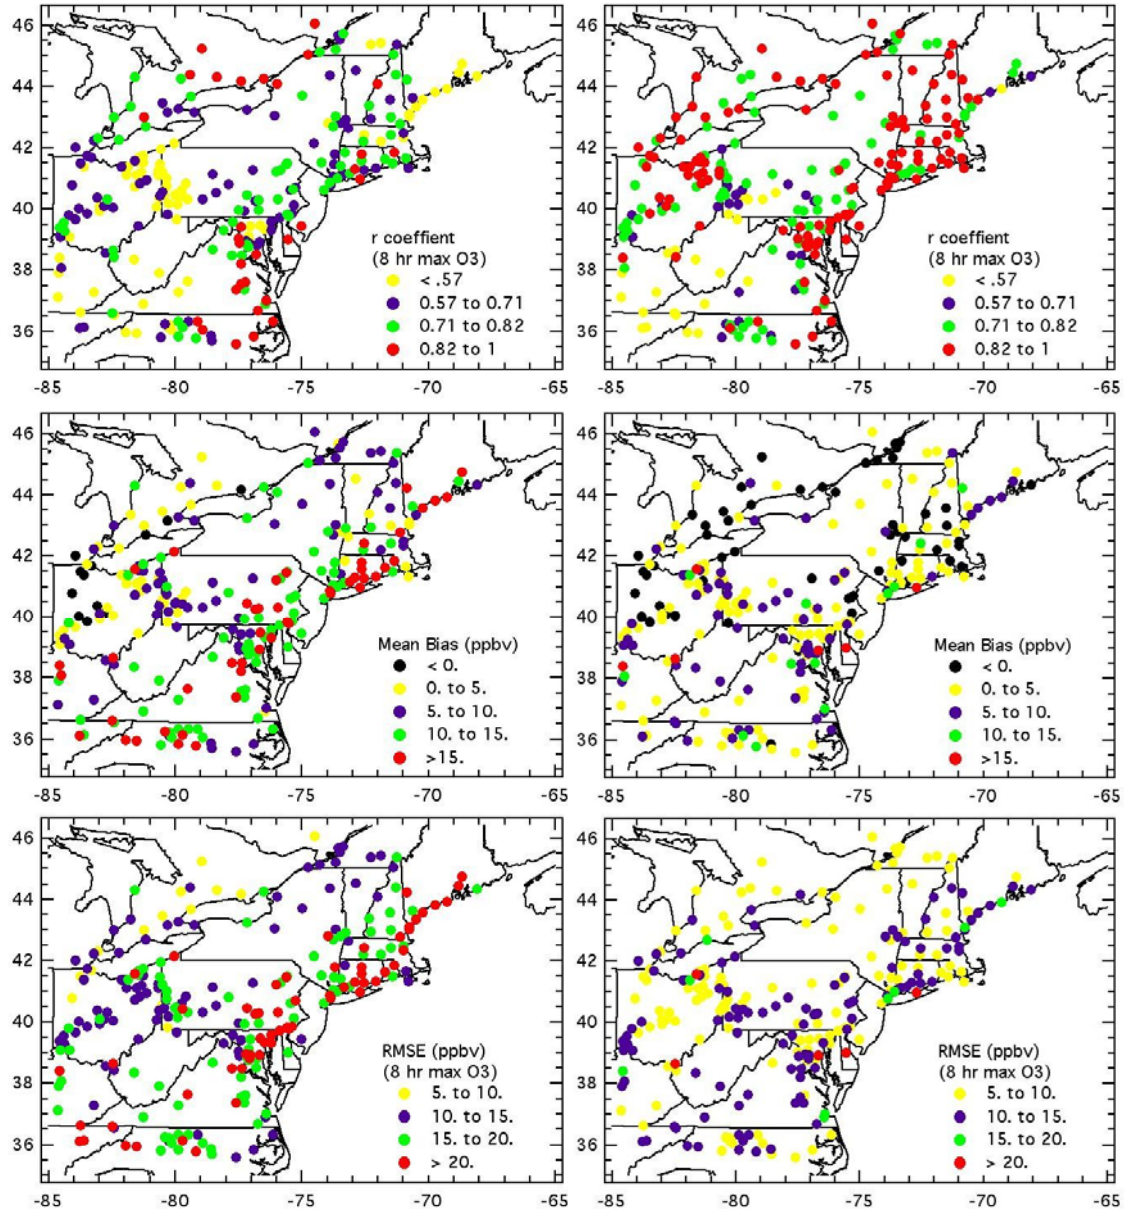 46
44
42
40
38
36
r coeffient
(8 hr max O3)
< .57
0.57 to 0.71
0.71 to 0.82
0.82 to 1
-85 -80 -75 -70 -65
46
44
42
40
38
36
r coeffient
(8 hr max O3)
< .57
0.57 to 0.71
0.71 to 0.82
0.82 to 1
-85 -80 -75 -70 -65
46
44
42
40
38
36
Mean Bias (ppbv)
< 0.
0. to 5.
5. to 10.
10. to 15.
>15.
-85 -80 -75 -70 -65
46
44
42
40
38
36
Mean Bias (ppbv)
< 0.
0. to 5.
5. to 10.
10. to 15.
>15.
-85 -80 -75 -70 -65
46
44
42
40
38
36
RMSE (ppbv)
(8 hr max O3)
5. to 10.
10. to 15.
15. to 20.
> 20.
-85 -80 -75 -70 -65
46
44
42
40
38
36
RMSE (ppbv)
(8 hr max O3)
5. to 10.
10. to 15.
15. to 20.
> 20.
-85 -80 -75 -70 -65